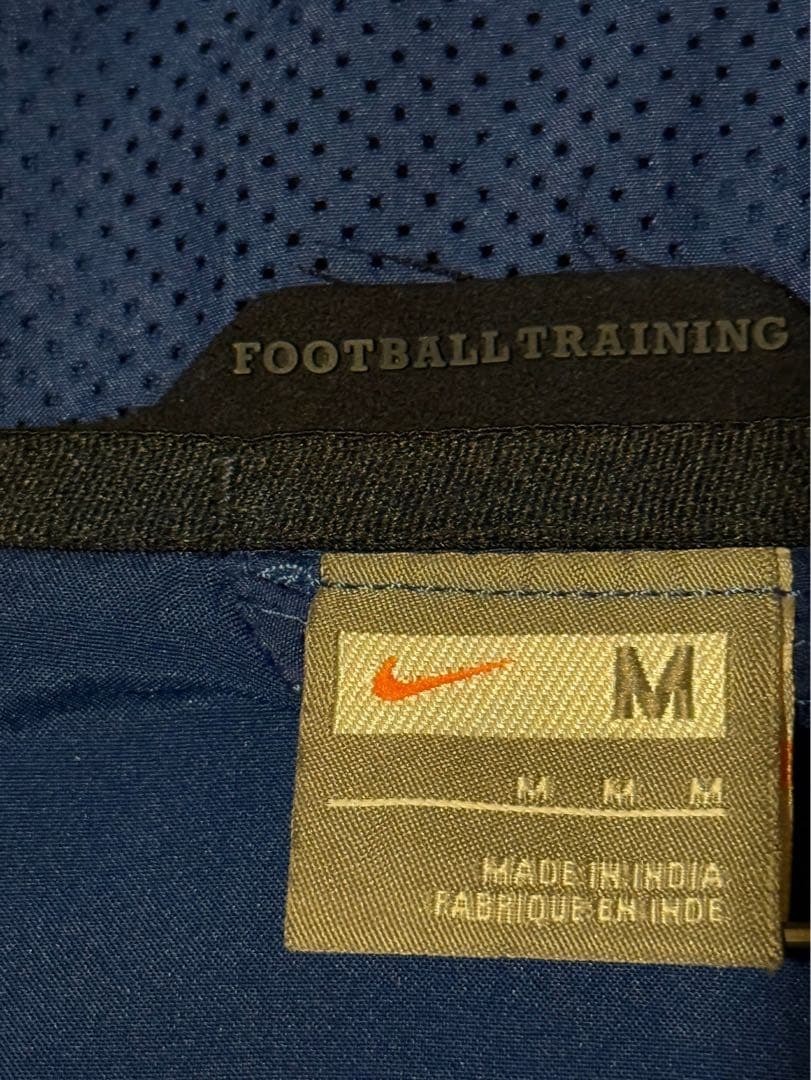 FOOTBALL TRAINING
M
M M M
MADE IN INDIA
FABRIQUE EN INDE